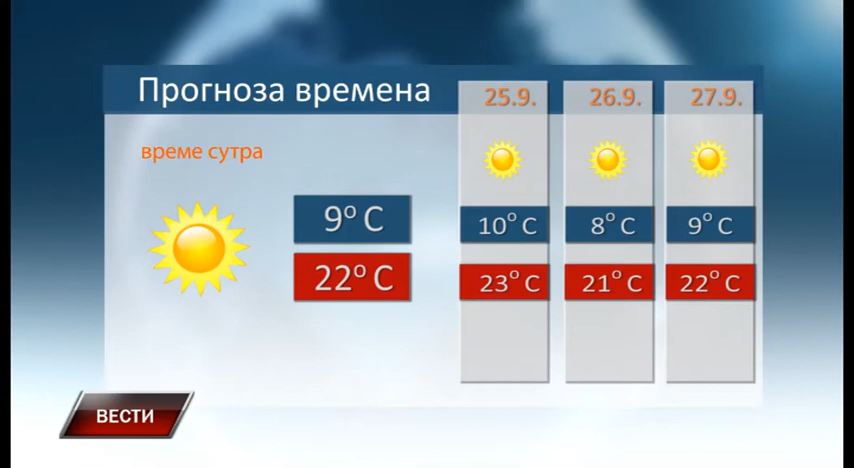 Прогноза времена
време сутра
9° C
22° C
25.9. 26.9. 27.9.
10° C 8° C 9° C
23° C 21° C 22° C
ВЕСТИ